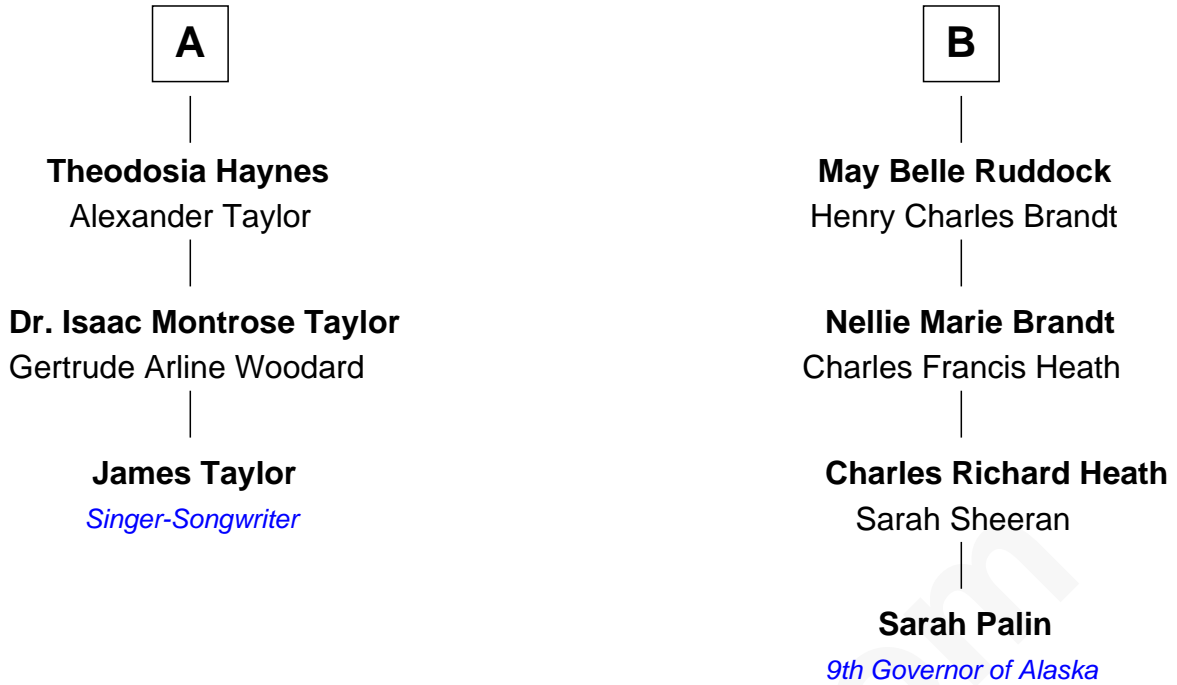 A
Theodosia Haynes
Alexander Taylor
Dr. Isaac Montrose Taylor
Gertrude Arline Woodard
James Taylor
Singer-Songwriter
B
May Belle Ruddock
Henry Charles Brandt
Nellie Marie Brandt
Charles Francis Heath
Charles Richard Heath
Sarah Sheeran
Sarah Palin
9th Governor of Alaska